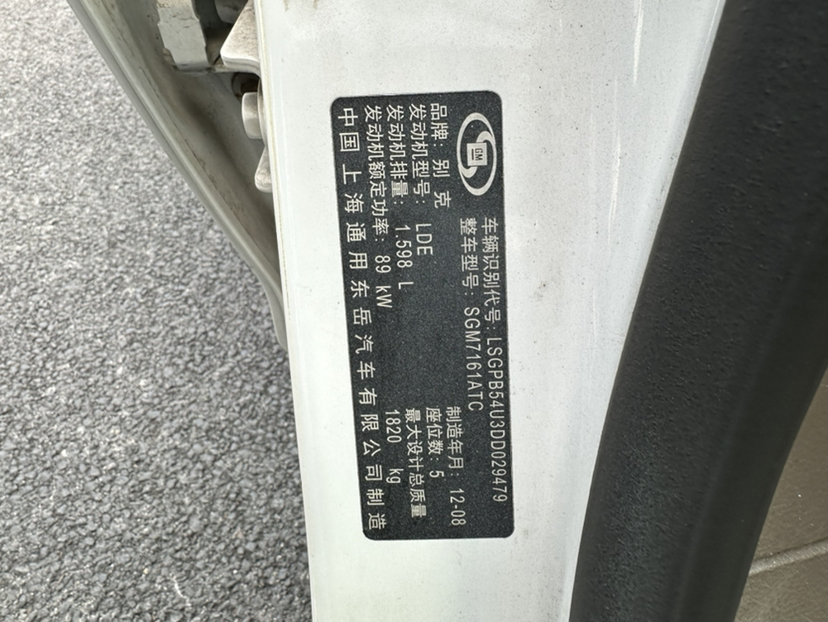 GM
车辆识别代号: LSGPB54U3DD029479
整车型号: SGM7161ATC
品牌: 别克
制造年月: 12-08
发动机型号: LDE
座位数: 5
发动机排量: 1.598 L
最大设计总质量
发动机额定功率: 89 kW
1820 kg
中国 上海通用东岳汽车有限公司制造